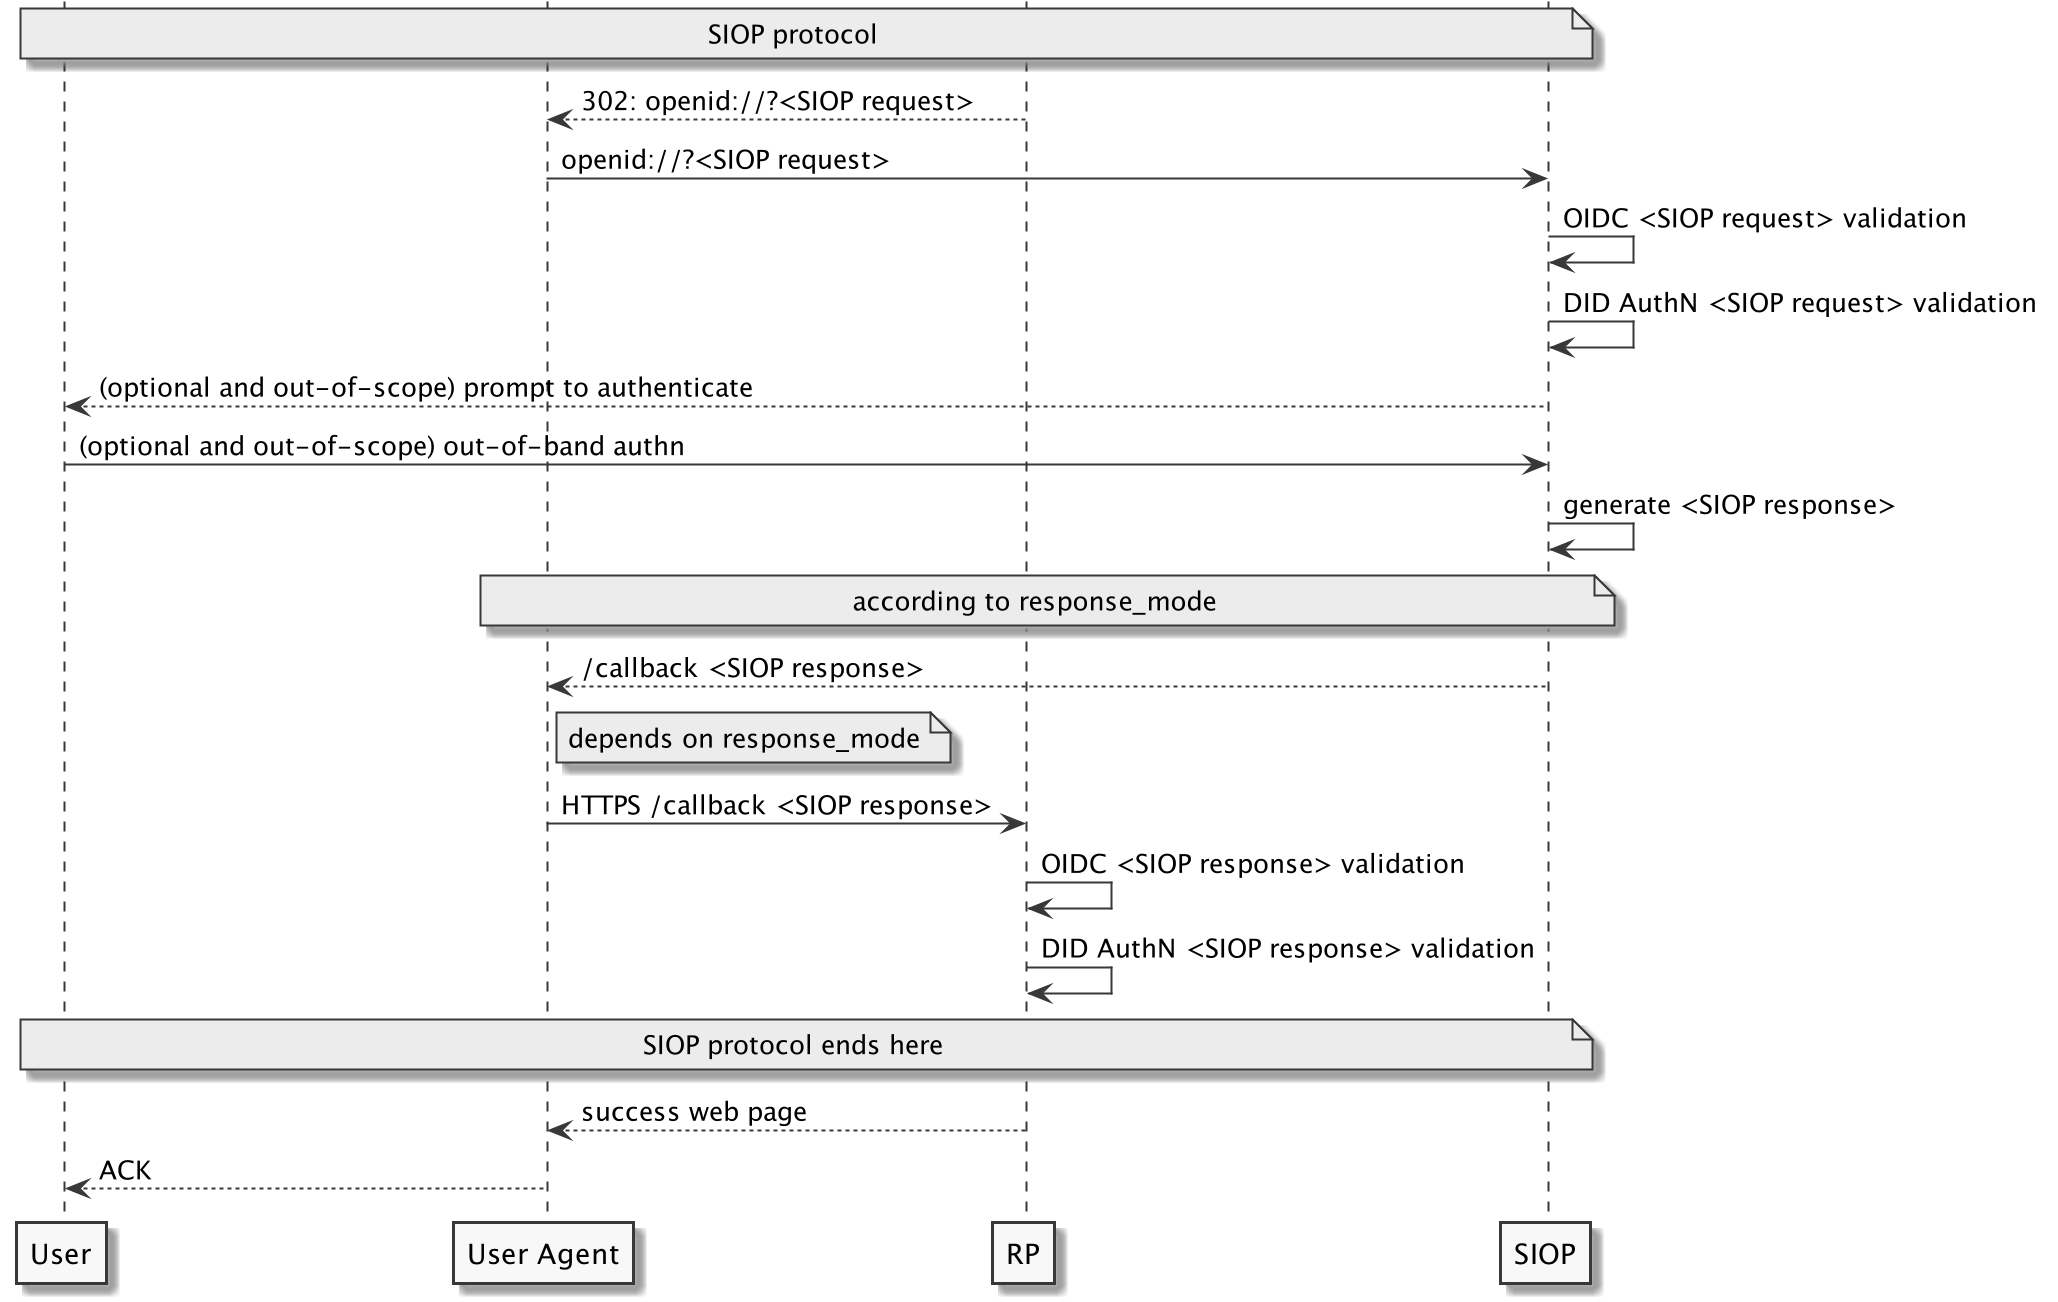 SIOP protocol
302: openid://?<SIOP request>
openid://?<SIOP request>
OIDC <SIOP request> validation
DID AuthN <SIOP request> validation
(optional and out-of-scope) prompt to authenticate
(optional and out-of-scope) out-of-band authn
generate <SIOP response>
according to response_mode
/callback <SIOP response>
depends on response_mode
HTTPS /callback <SIOP response>
OIDC <SIOP response> validation
DID AuthN <SIOP response> validation
SIOP protocol ends here
success web page
ACK
User
User Agent
RP
SIOP